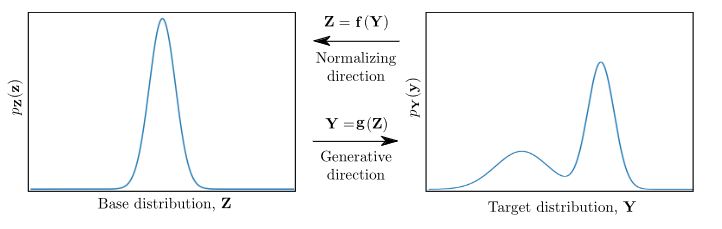 p_Z(z)
Base distribution, Z
Z = f (Y)
Normalizing
direction
Y =g(Z)
Generative
direction
p_Y(y)
Target distribution, Y